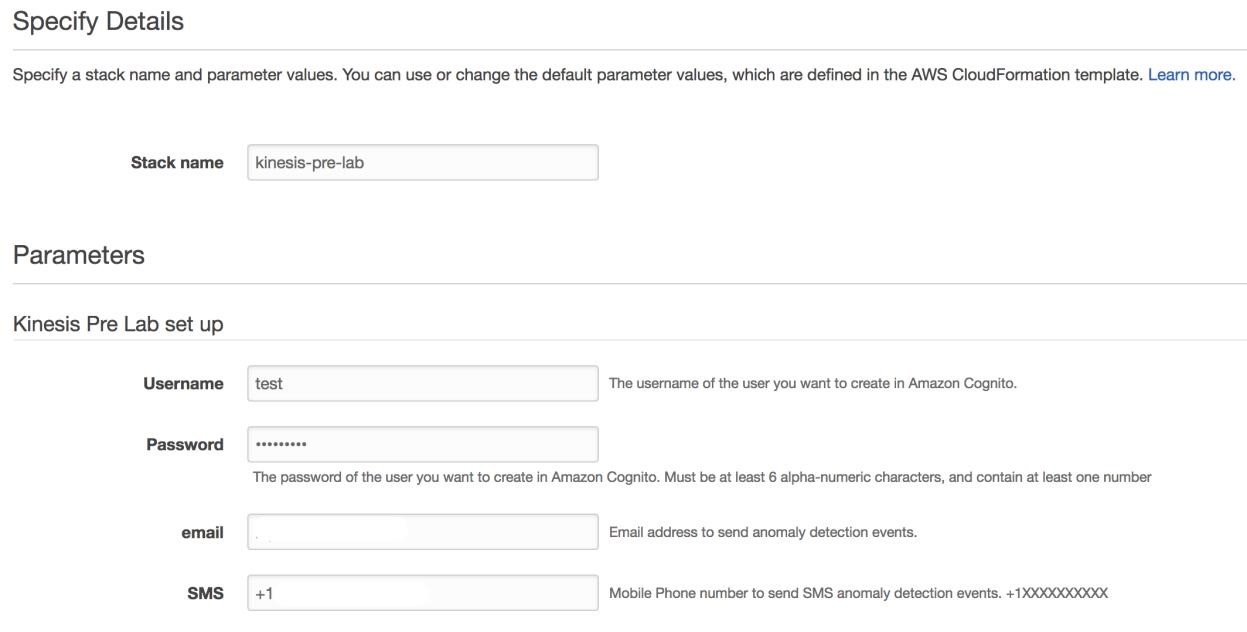 Specify Details
Specify a stack name and parameter values. You can use or change the default parameter values, which are defined in the AWS CloudFormation template. Learn more.
Stack name kinesis-pre-lab
Parameters
Kinesis Pre Lab set up
Username test The username of the user you want to create in Amazon Cognito.
Password •••••••••
The password of the user you want to create in Amazon Cognito. Must be at least 6 alpha-numeric characters, and contain at least one number
email Email address to send anomaly detection events.
SMS +1 Mobile Phone number to send SMS anomaly detection events. +1XXXXXXXXXX